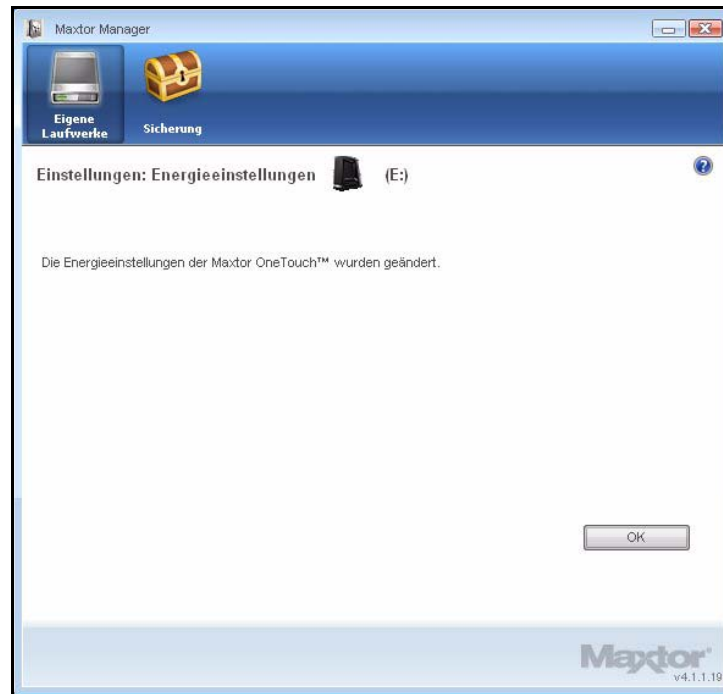 Maxtor Manager
Eigene
Laufwerke
Sicherung
Einstellungen: Energieeinstellungen (E:)
Die Energieeinstellungen der Maxtor OneTouch™ wurden geändert.
OK
Maxtor
v4.1.1.19